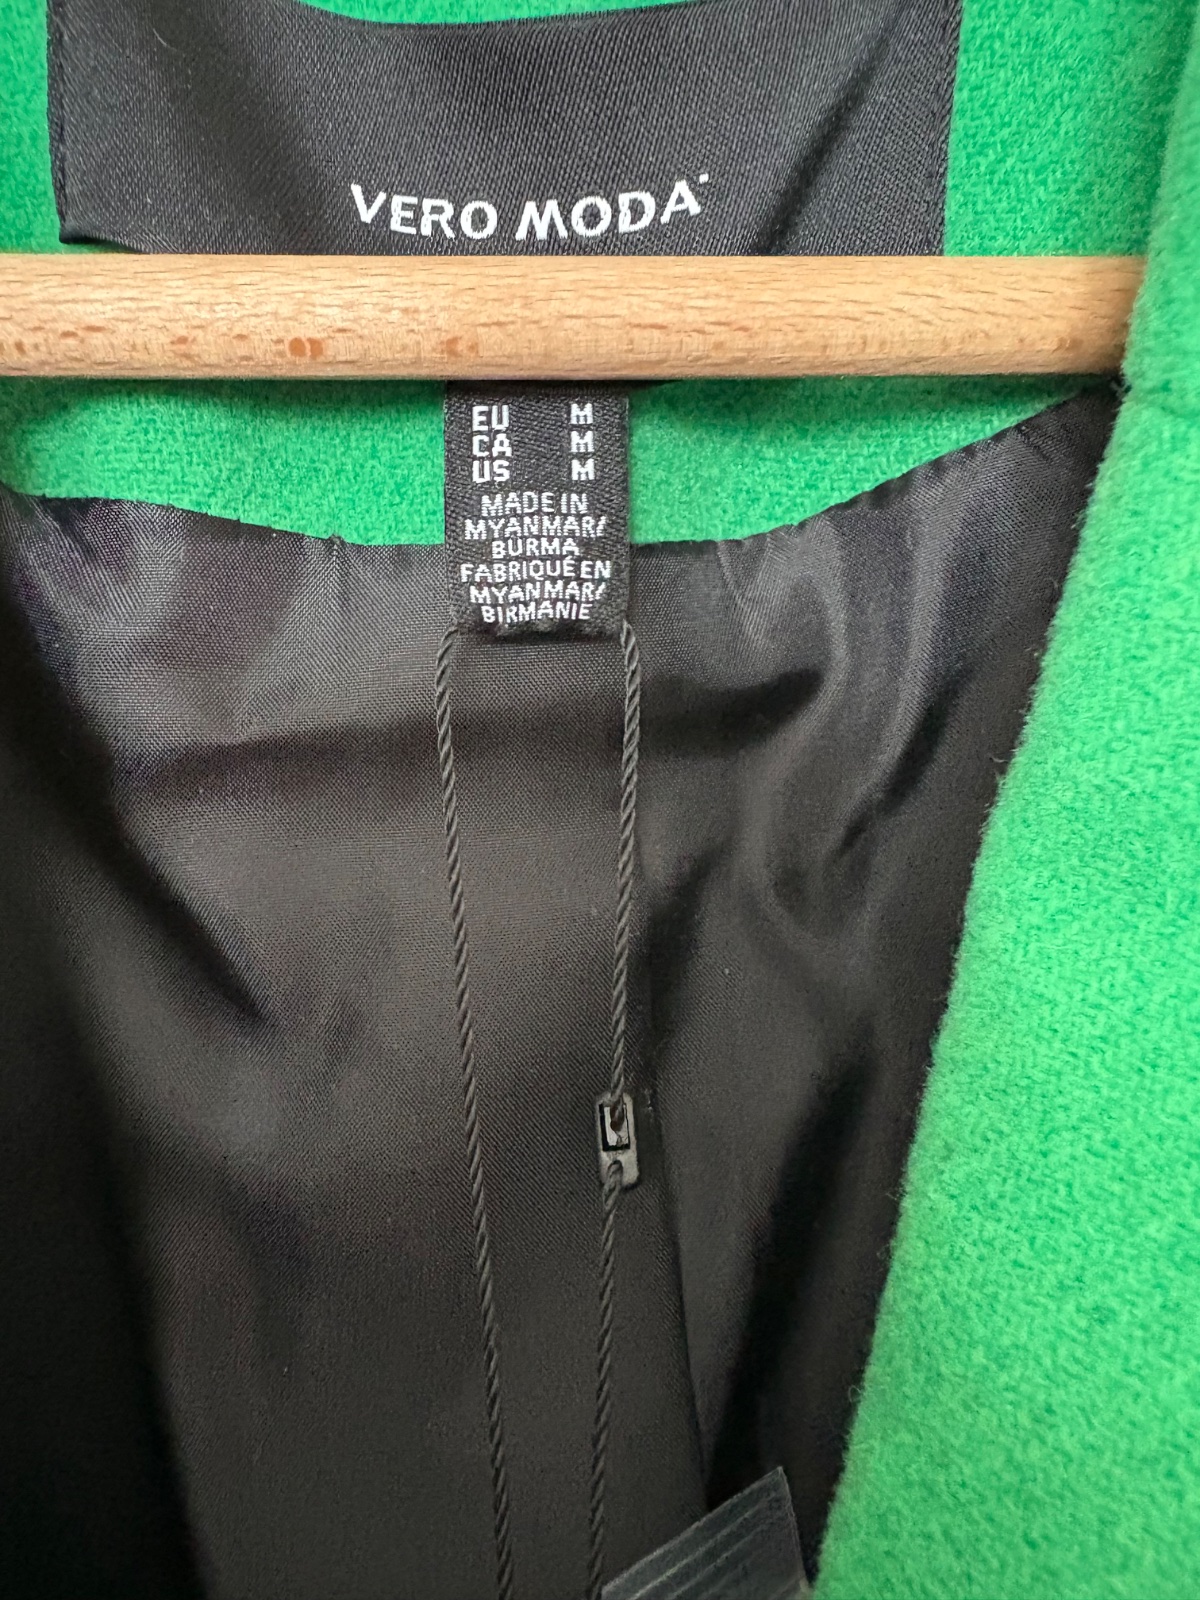 VERO MODA
EU M
CA M
US M
MADE IN
MYANMAR/
BURMA
FABRIQUÉ EN
MYANMAR/
BIRMANIE